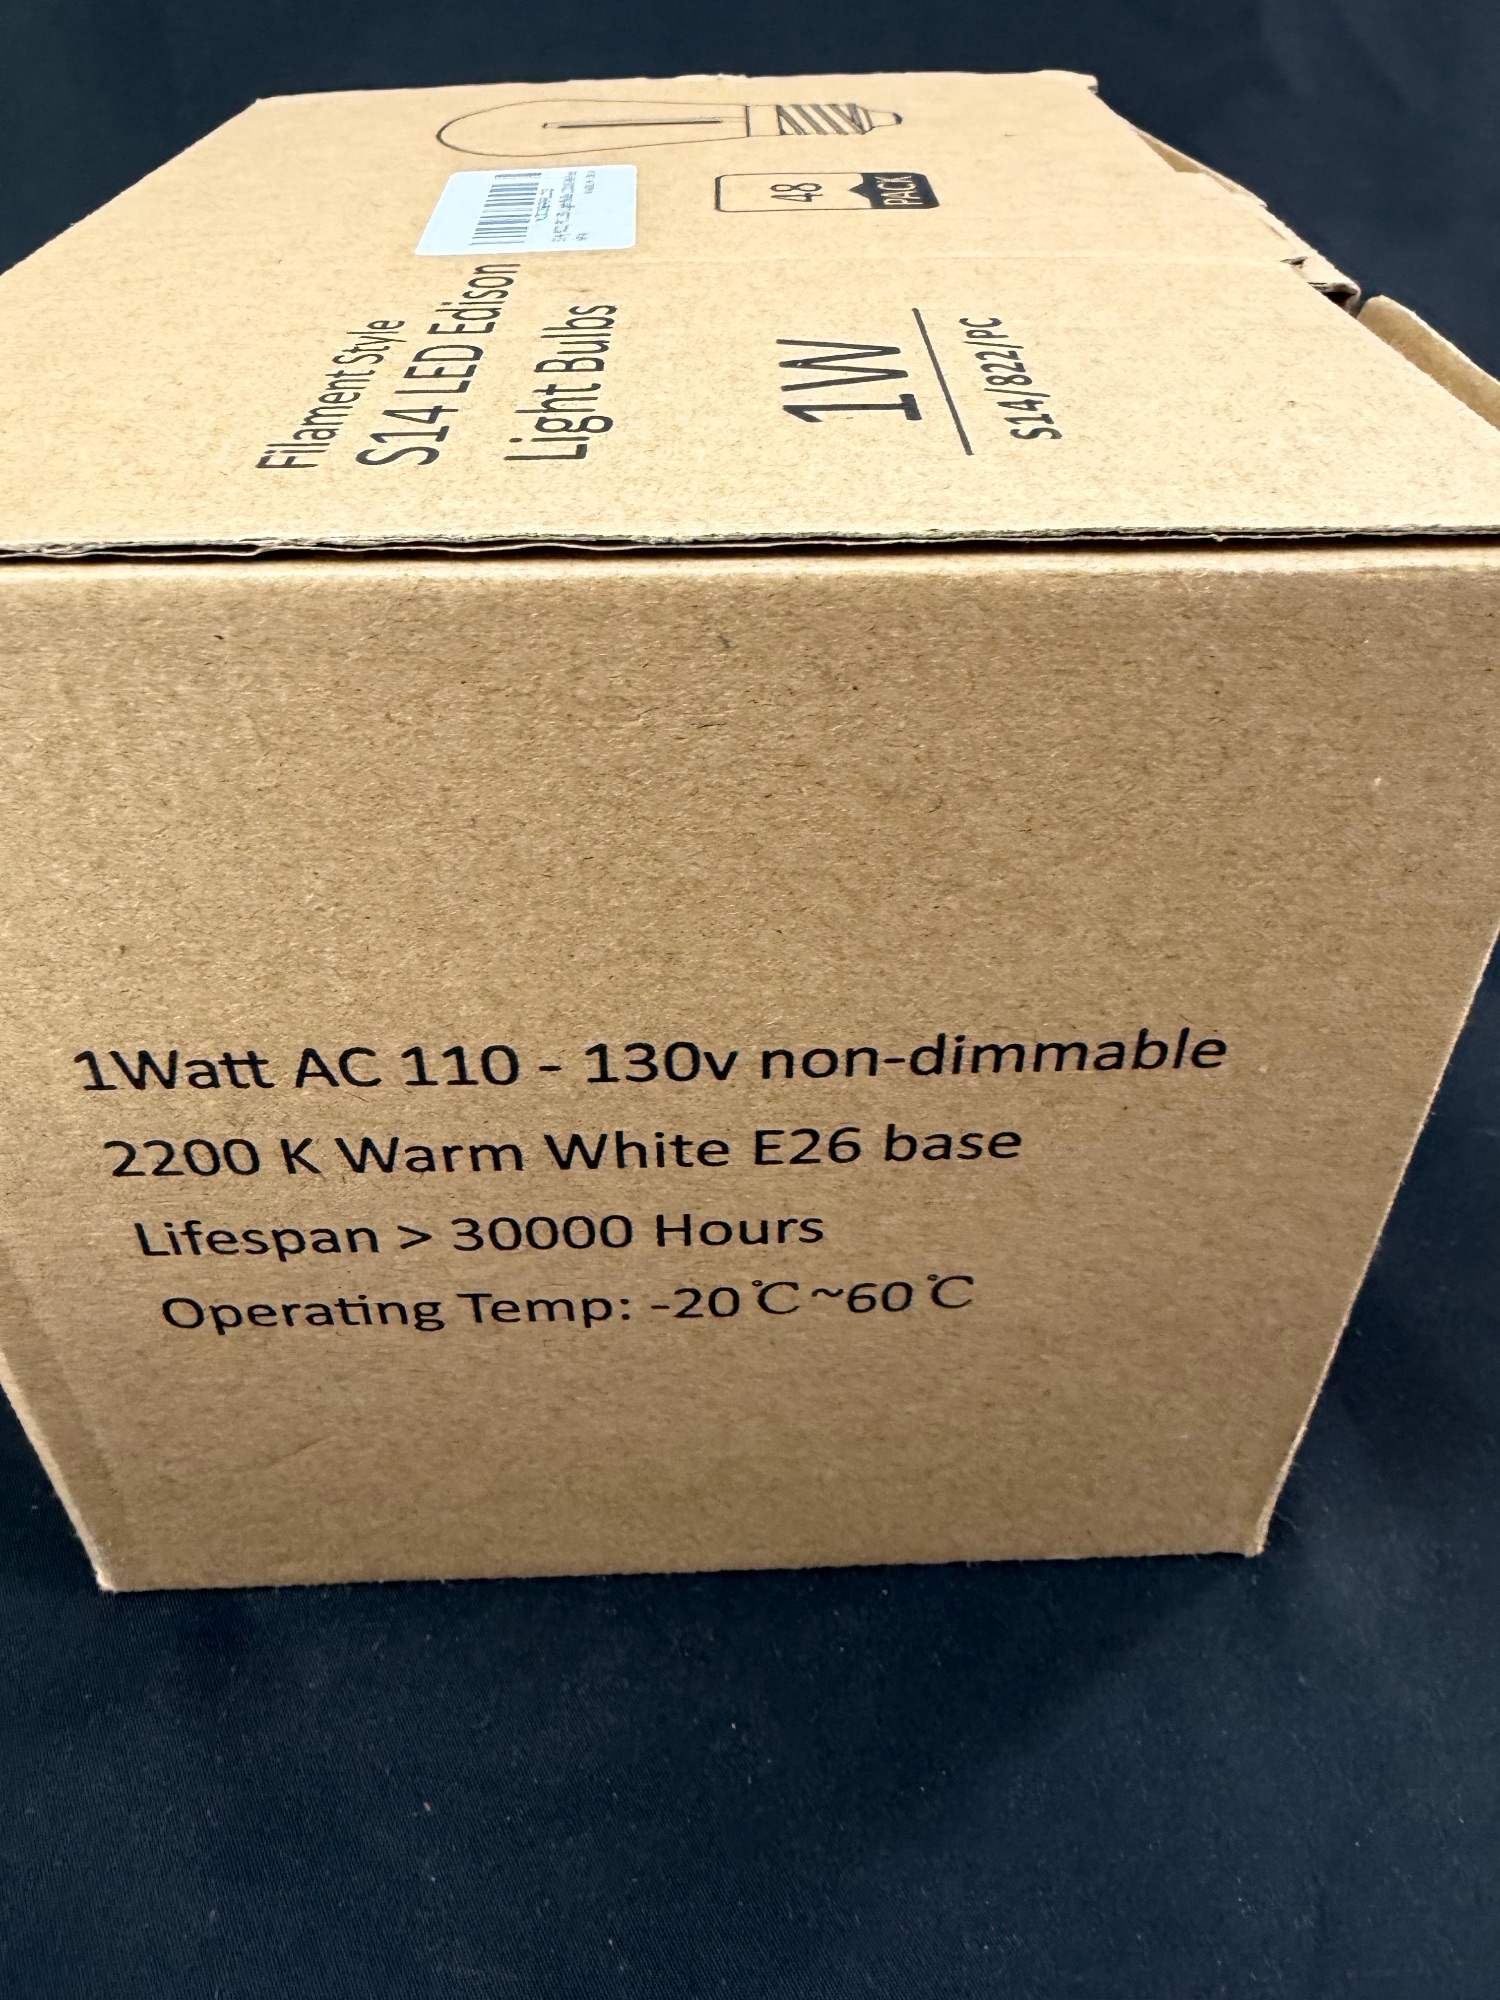 48
PACK
Filament Style
S14 LED Edison
Light Bulbs
1W
S14/822/PC
1Watt AC 110 - 130v non-dimmable
2200 K Warm White E26 base
Lifespan > 30000 Hours
Operating Temp: -20℃~60℃